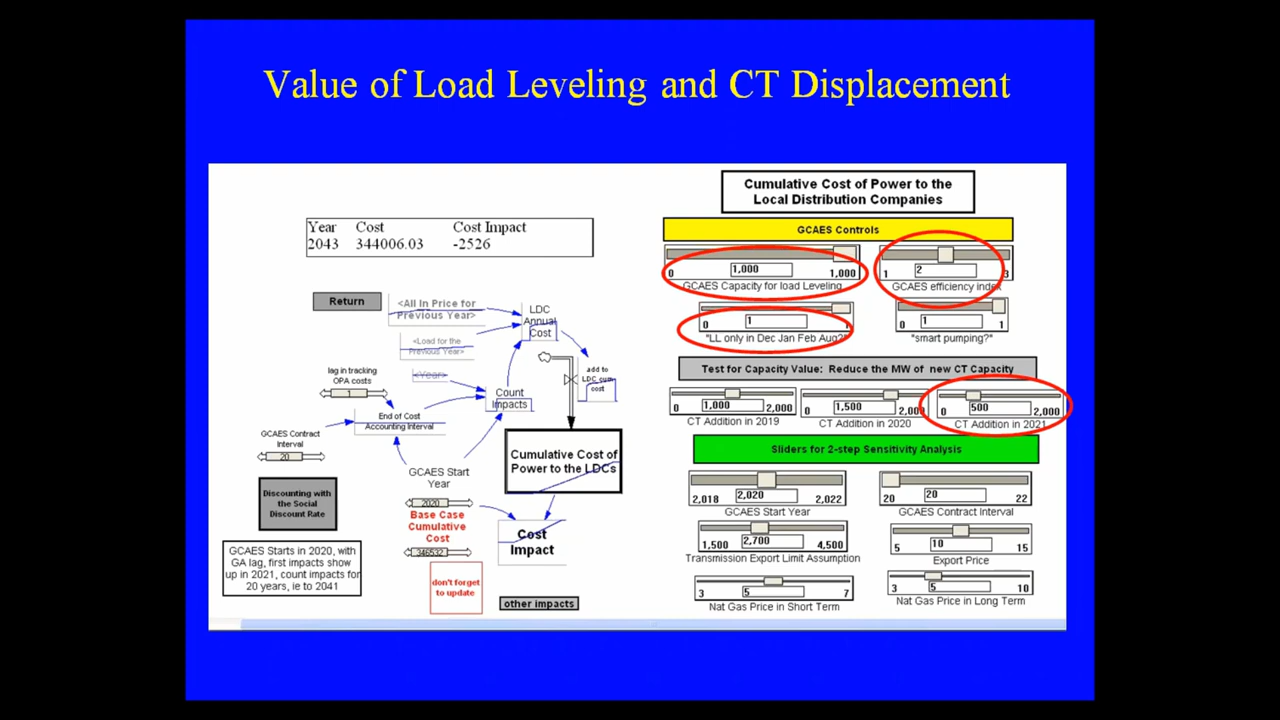 Value of Load Leveling and CT Displacement
Year Cost Cost Impact
2043 344006.03 -2526
Return
<All In Price for
Previous Year>
<Load for the
Previous Year>
<Year>
LDC
Annual
Cost
add to
LDC cum
cost
lag in tracking
OPA costs
1
End of Cost
Accounting Interval
Count
Impacts
GCAES Contract
Interval
20
GCAES Start
Year
2020
Cumulative Cost of
Power to the LDCs
Discounting with
the Social
Discount Rate
Base Case
Cumulative
Cost
346532
Cost
Impact
GCAES Starts in 2020, with
GA lag, first impacts show
up in 2021, count impacts for
20 years, ie to 2041
don't forget
to update
other impacts
Cumulative Cost of Power to the
Local Distribution Companies
GCAES Controls
0 1,000 1,000
GCAES Capacity for load Leveling
1 2 3
GCAES efficiency index
0 1 1
"LL only in Dec Jan Feb Aug?"
0 1 1
"smart pumping?"
Test for Capacity Value: Reduce the MW of new CT Capacity
0 1,000 2,000
CT Addition in 2019
0 1,500 2,000
CT Addition in 2020
0 500 2,000
CT Addition in 2021
Sliders for 2-step Sensitivity Analysis
2,018 2,020 2,022
GCAES Start Year
20 20 22
GCAES Contract Interval
1,500 2,700 4,500
Transmission Export Limit Assumption
5 10 15
Export Price
3 5 7
Nat Gas Price in Short Term
3 5 10
Nat Gas Price in Long Term